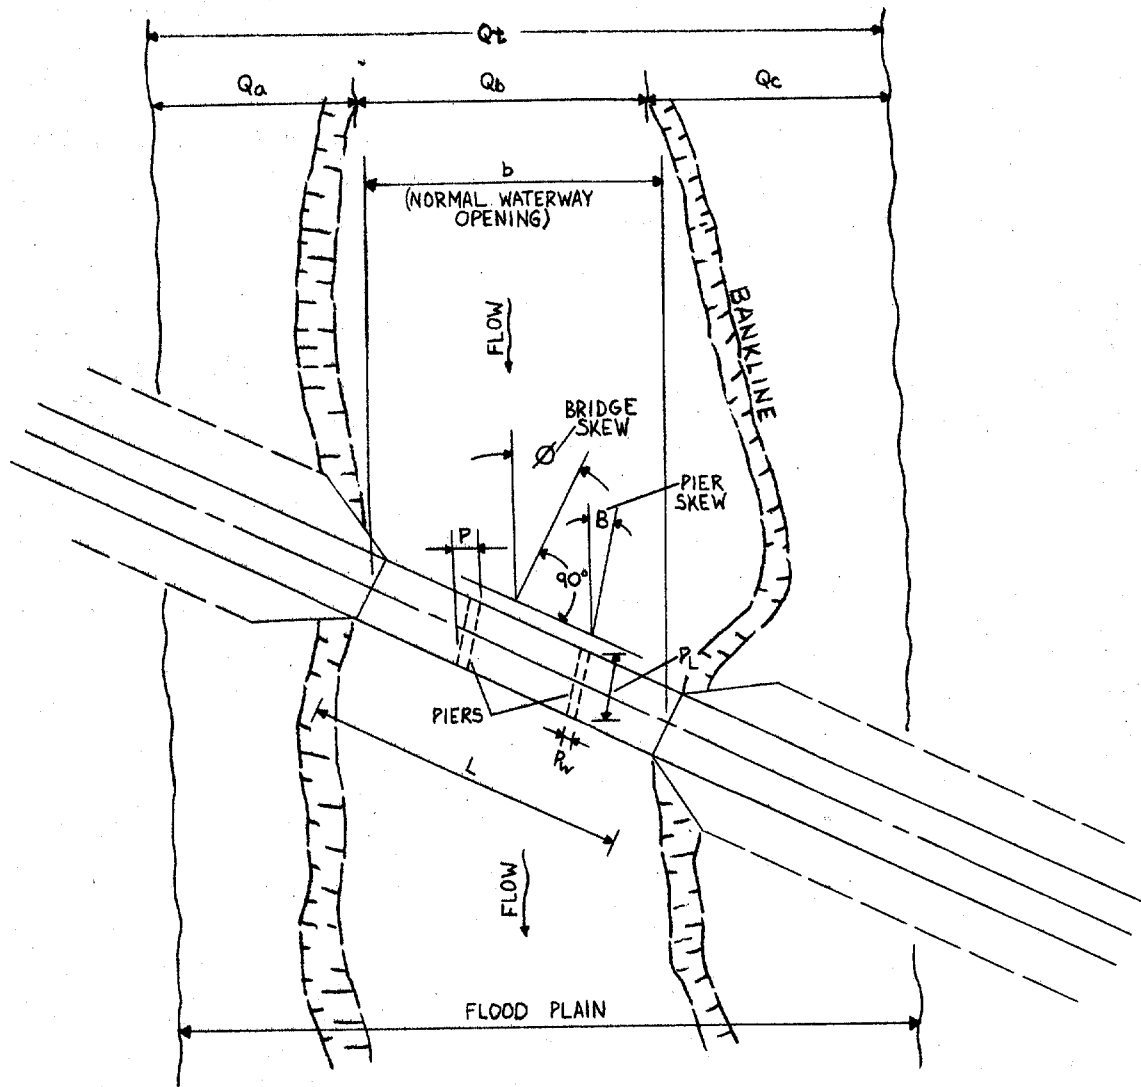 Qt
Qa
Qb
Qc
b
(NORMAL WATERWAY
OPENING)
FLOW
BANKLINE
BRIDGE
SKEW
Ø
PIER
SKEW
B
P
90°
PL
PIERS
PW
L
FLOW
FLOOD PLAIN